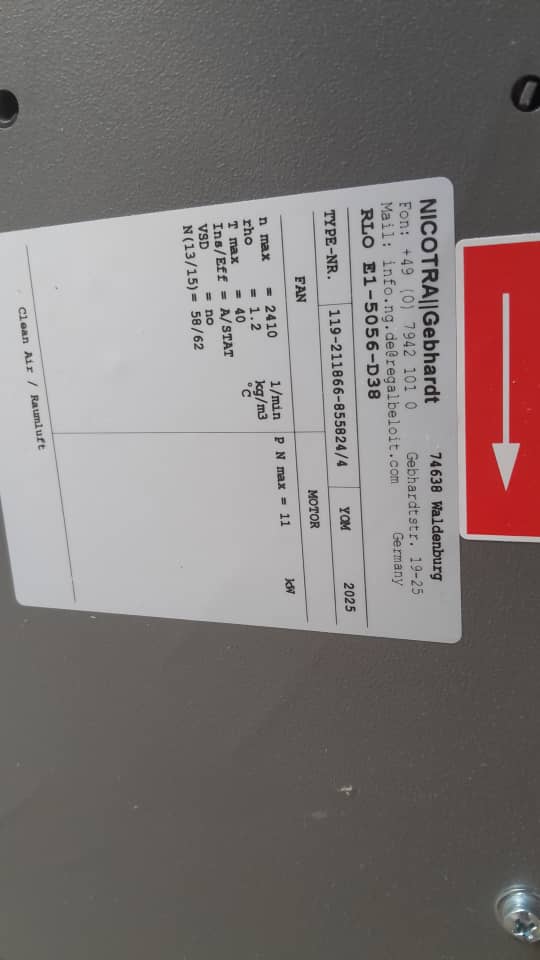 NICOTRA||Gebhardt 74638 Waldenburg
Fon: +49 (0) 7942 101 0 Gebhardtstr. 19-25
Mail: info.ng.de@regalbeloit.com Germany
RLO E1-5056-D38
TYPE-NR. 119-211866-855824/4 YOM 2025
FAN MOTOR
n max = 2410 1/min P N max = 11 kW
rho = 1.2 kg/m3
T max = 40 °C
Ins/Eff = A/STAT
VSD = no
N(13/15)= 58/62
Clean Air / Raumluft